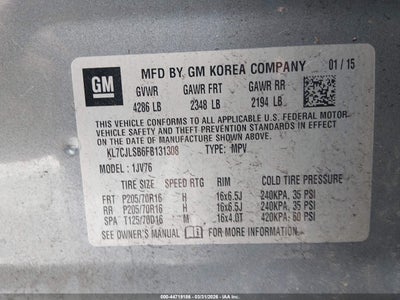 GM
MFD BY GM KOREA COMPANY 01/15
GVWR GAWR FRT GAWR RR
4286 LB 2348 LB 2194 LB
THIS VEHICLE CONFORMS TO ALL APPLICABLE U.S. FEDERAL MOTOR
VEHICLE SAFETY, BUMPER, AND THEFT PREVENTION STANDARDS IN
EFFECT ON THE DATE OF MANUFACTURE SHOWN ABOVE.
KL7CJLSB6FB131308 TYPE: MPV
MODEL: 1JV76
TIRE SIZE SPEED RTG RIM COLD TIRE PRESSURE
FRT P205/70R16 H 16x6.5J 240KPA, 35 PSI
RR P205/70R16 H 16x6.5J 240KPA, 35 PSI
SPA T125/70D16 M 16x4.0T 420KPA, 60 PSI
SEE OWNER'S MANUAL FOR MORE INFORMATION
000-44719188 - 03/31/2026 - IAA